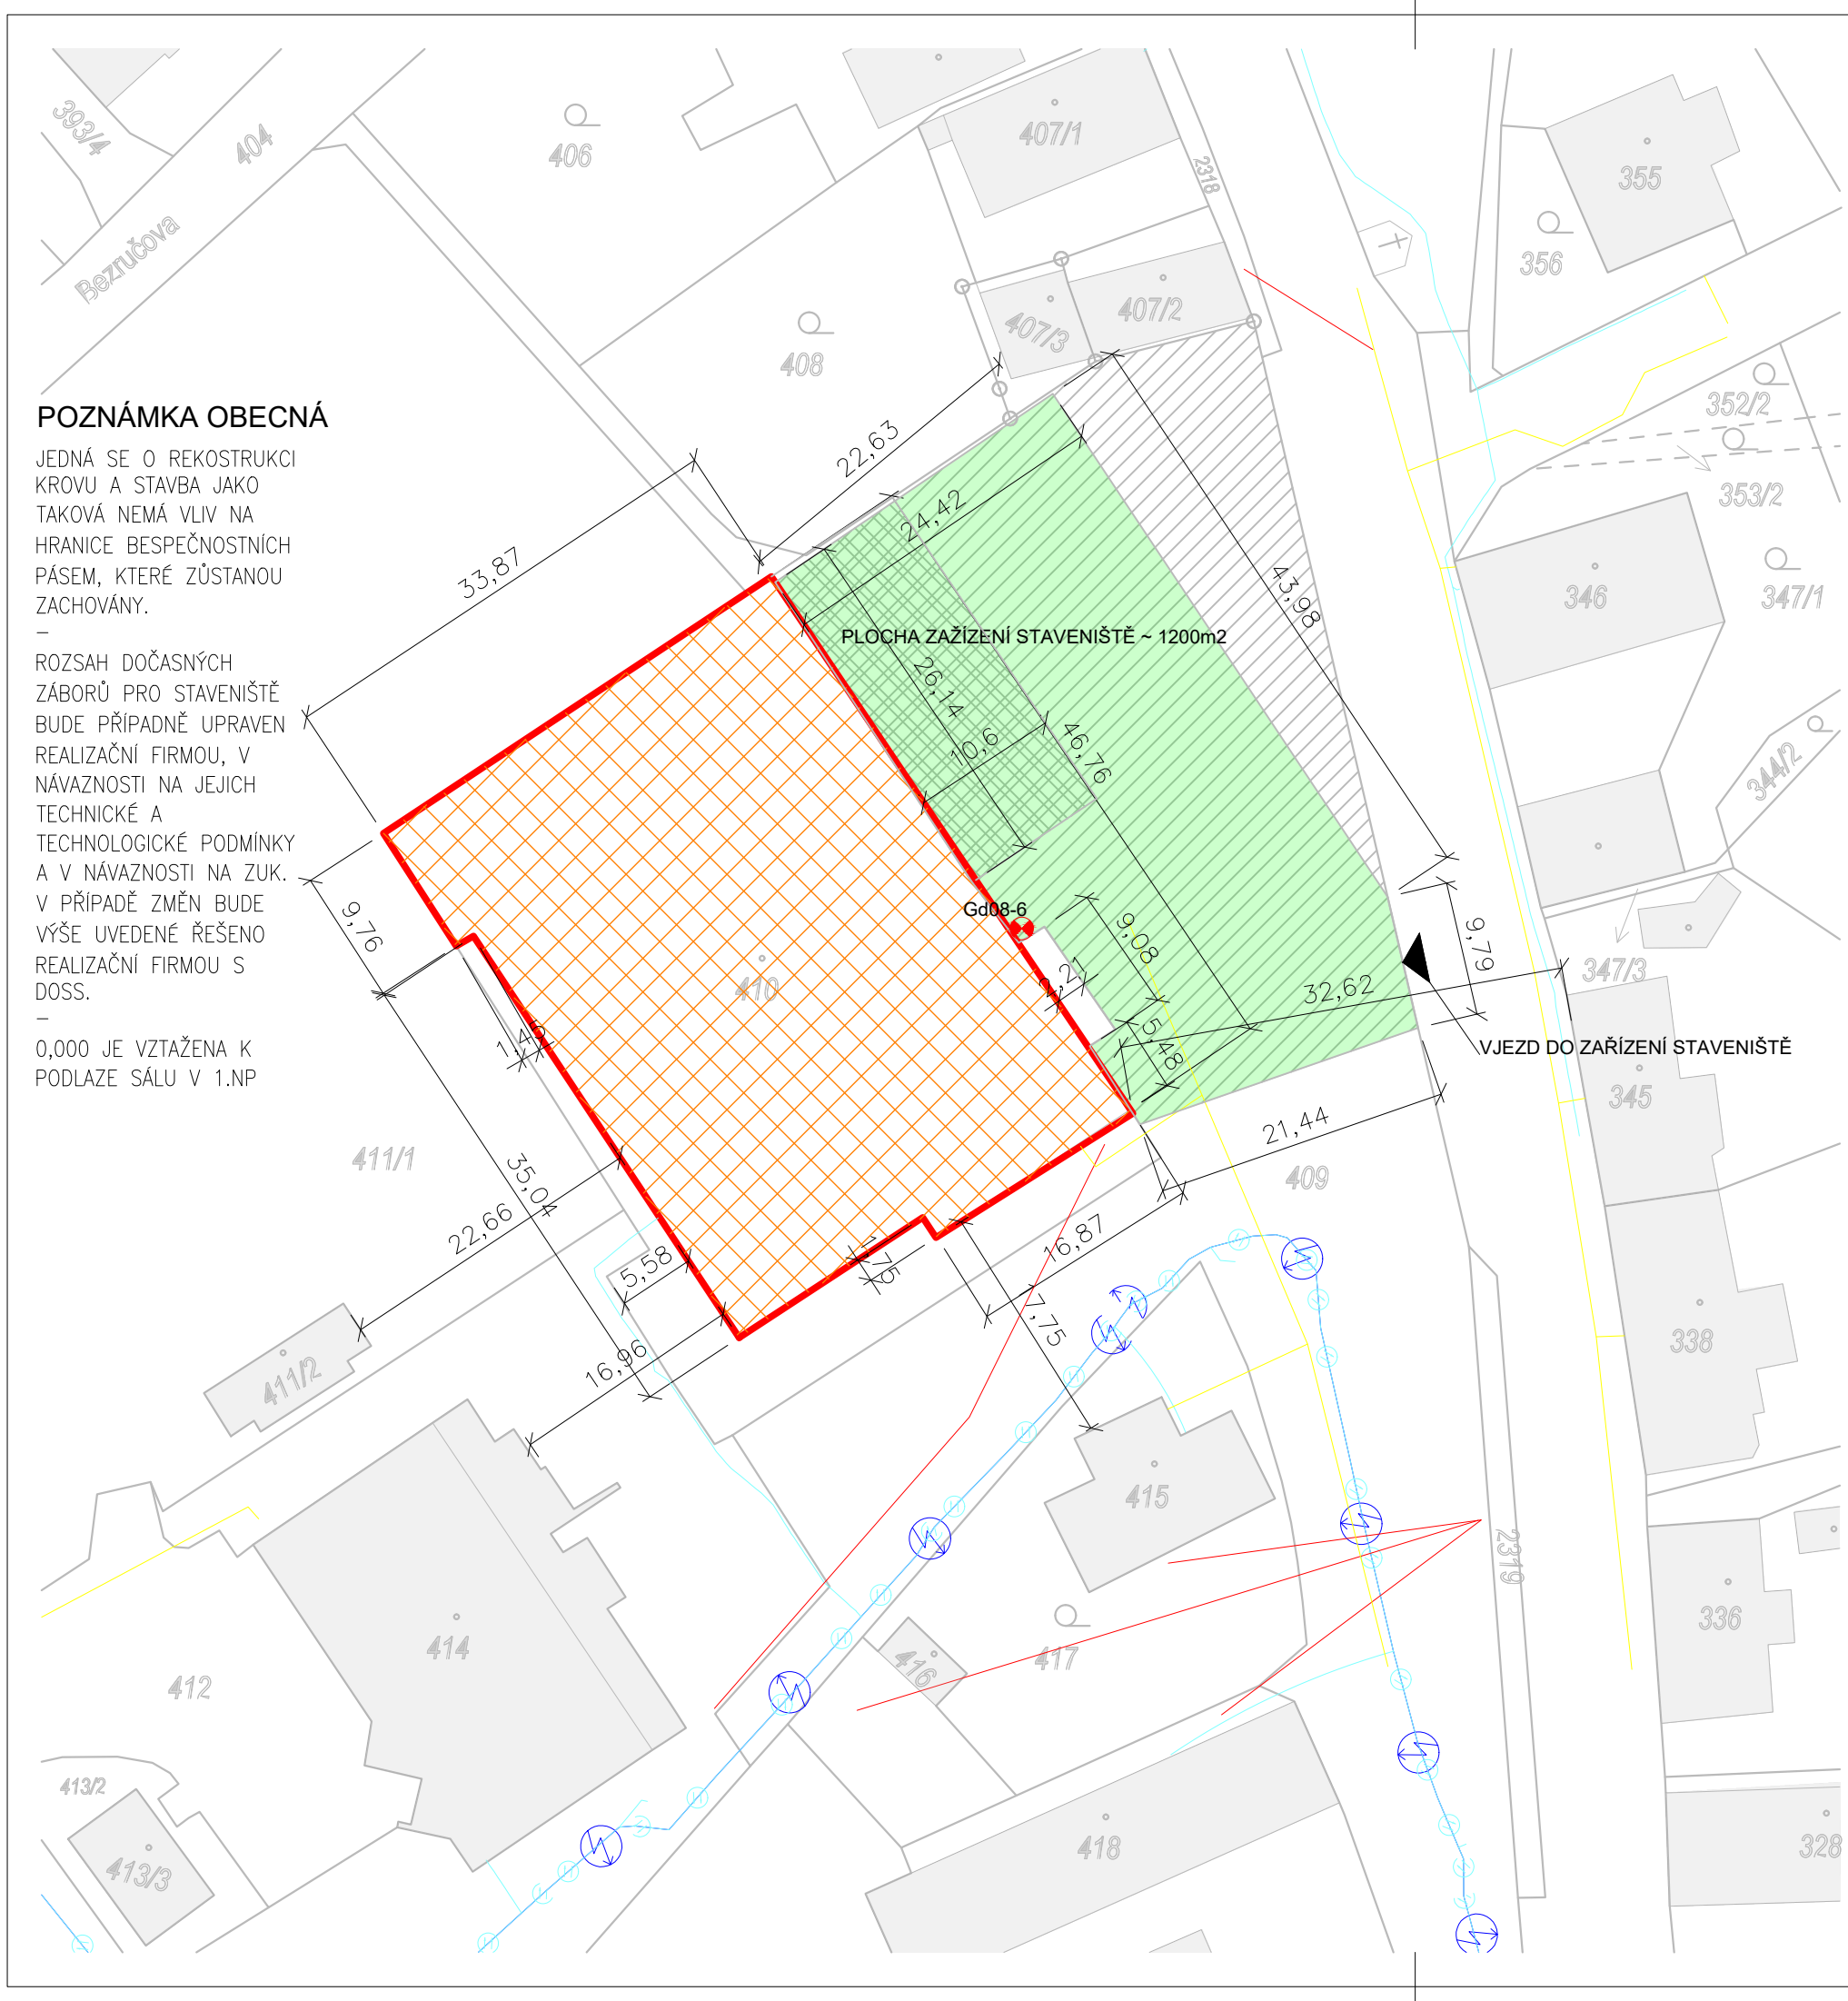 393/4
404
406
407/1
2318
355
356
Bezručova
407/2
407/3
408
352/2
353/2
POZNÁMKA OBECNÁ
JEDNÁ SE O REKOSTRUKCI
KROVU A STAVBA JAKO
TAKOVÁ NEMÁ VLIV NA
HRANICE BESPEČNOSTNÍCH
PÁSEM, KTERÉ ZŮSTANOU
ZACHOVÁNY.
–
ROZSAH DOČASNÝCH
ZÁBORŮ PRO STAVENIŠTĚ
BUDE PŘÍPADNĚ UPRAVEN
REALIZAČNÍ FIRMOU, V
NÁVAZNOSTI NA JEJICH
TECHNICKÉ A
TECHNOLOGICKÉ PODMÍNKY
A V NÁVAZNOSTI NA ZUK.
V PŘÍPADĚ ZMĚN BUDE
VÝŠE UVEDENÉ ŘEŠENO
REALIZAČNÍ FIRMOU S
DOSS.
–
0,000 JE VZTAŽENA K
PODLAZE SÁLU V 1.NP
22,63
24,42
33,87
43,98
346
347/1
PLOCHA ZAŽÍZENÍ STAVENIŠTĚ ~ 1200m2
26,14
10,6
46,76
344/2
Gd08-6
9,76
9,08
9,79
410
2,21
32,62
347/3
5,48
1,45
VJEZD DO ZAŘÍZENÍ STAVENIŠTĚ
345
411/1
21,44
409
35,04
22,66
5,58
1,75
16,87
7,75
338
16,96
411/2
415
2319
414
416
417
336
412
413/2
413/3
418
328